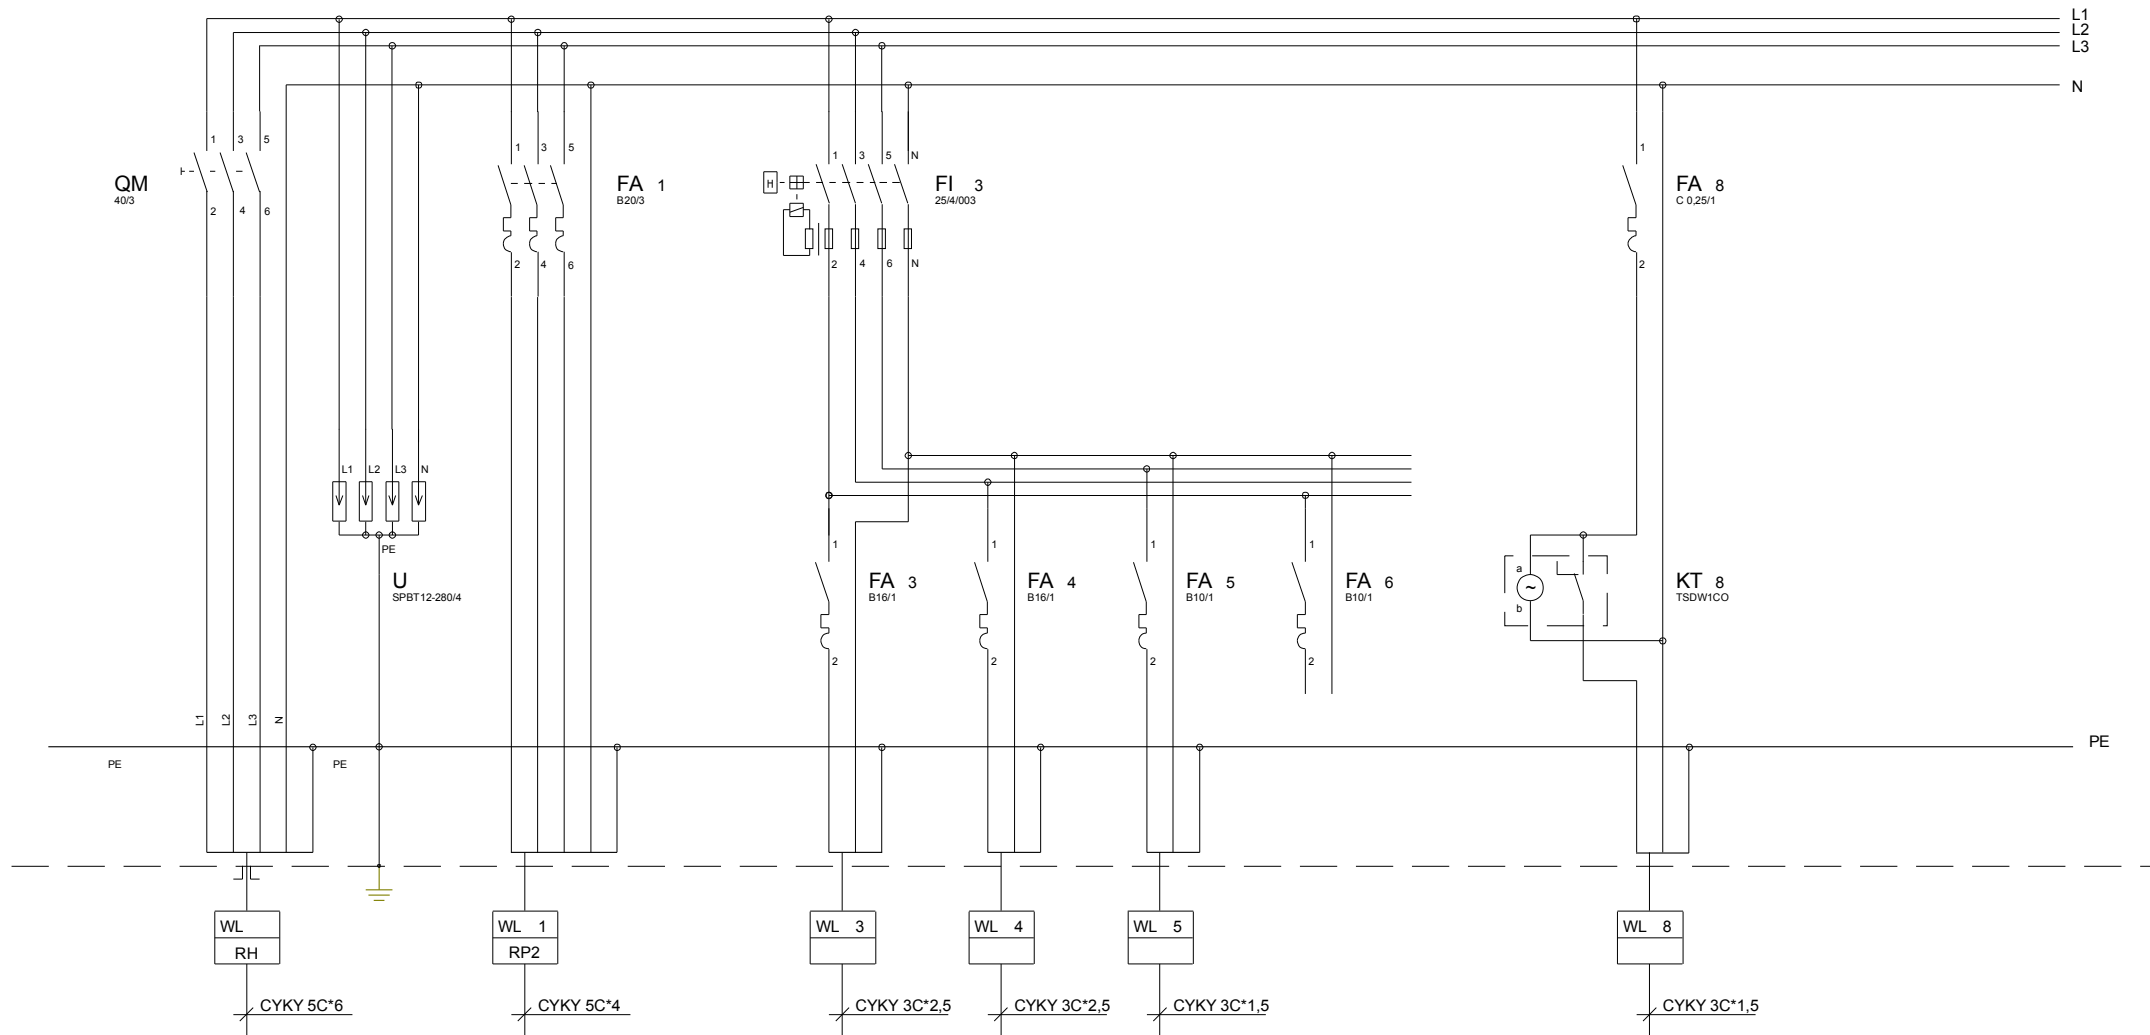 L1
L2
L3
N
1 3 5
QM
40/3
2 4 6
1 3 5
FA 1
B20/3
2 4 6
H
1 3 5 N
FI 3
25/4/003
2 4 6 N
1
FA 8
C 0,25/1
2
L1 L2 L3 N
PE
U
SPBT12-280/4
1
FA 3
B16/1
2
1
FA 4
B16/1
2
1
FA 5
B10/1
2
1
FA 6
B10/1
2
a
~
b
KT 8
TSDW1CO
L1 L2 L3 N
PE
PE PE
WL
RH
WL 1
RP2
WL 3
WL 4
WL 5
WL 8
CYKY 5C*6
CYKY 5C*4
CYKY 3C*2,5
CYKY 3C*2,5
CYKY 3C*1,5
CYKY 3C*1,5